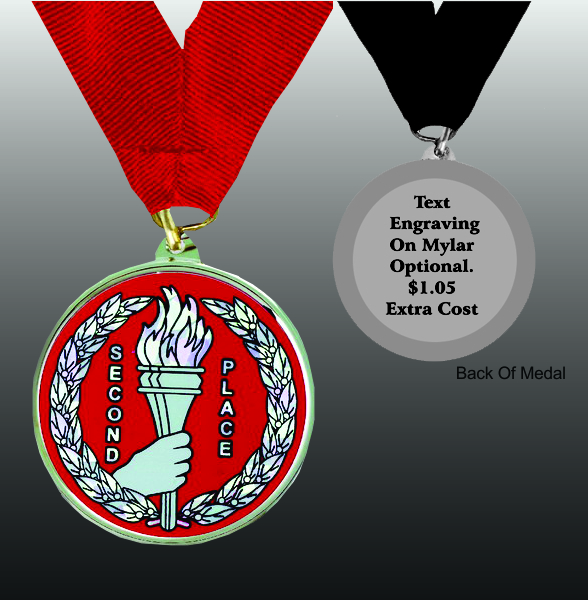 SECOND
PLACE
Text
Engraving
On Mylar
Optional.
$1.05
Extra Cost
Back Of Medal